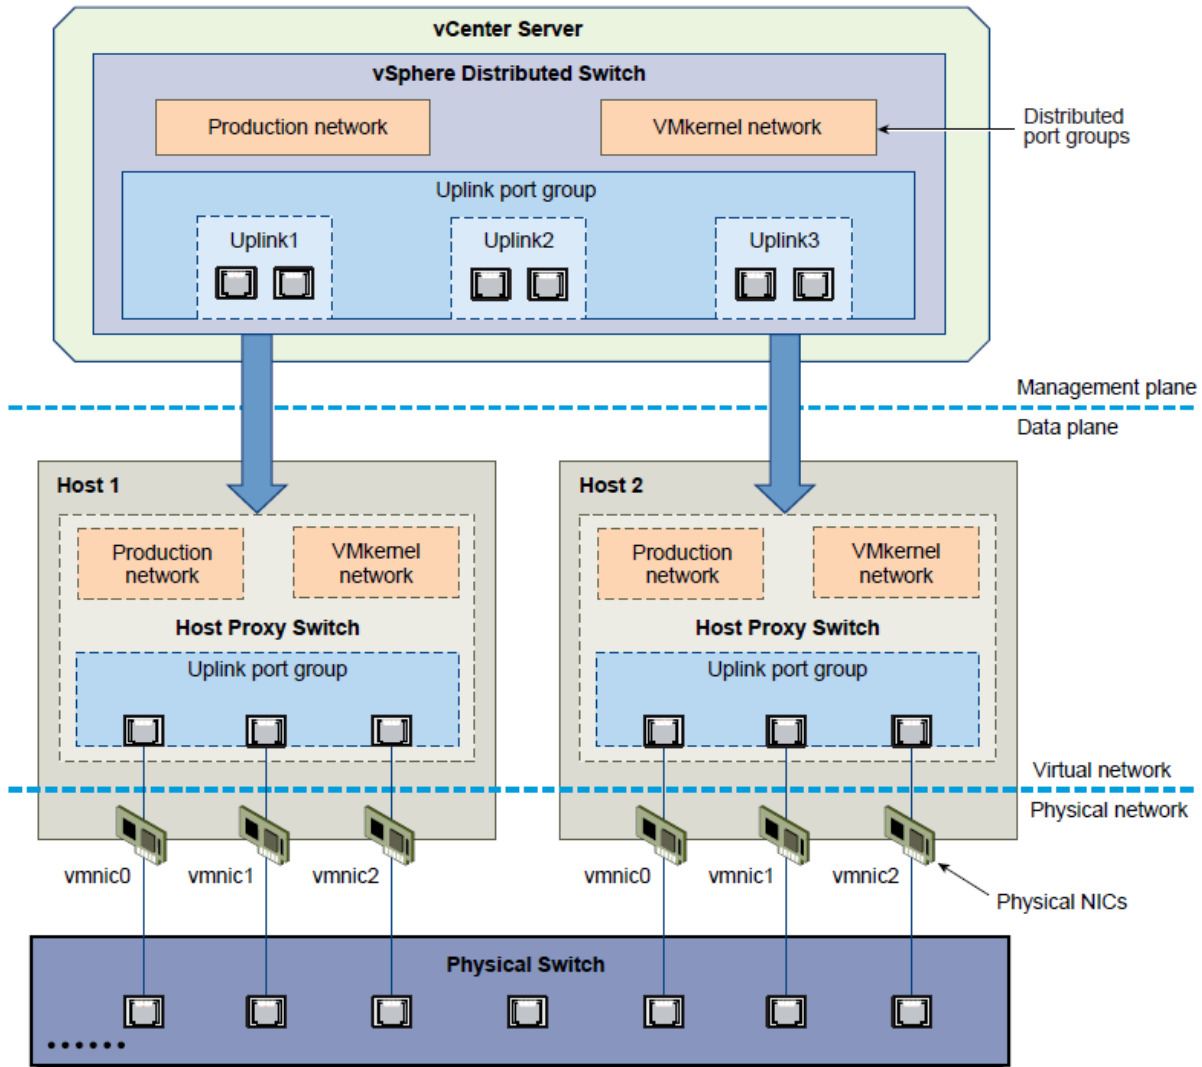 vCenter Server
vSphere Distributed Switch
Production network
VMkernel network
Distributed
port groups
Uplink port group
Uplink1
Uplink2
Uplink3
Management plane
Data plane
Host 1
Production
network
VMkernel
network
Host Proxy Switch
Uplink port group
Host 2
Production
network
VMkernel
network
Host Proxy Switch
Uplink port group
Virtual network
Physical network
vmnic0
vmnic1
vmnic2
vmnic0
vmnic1
vmnic2
Physical NICs
Physical Switch
......